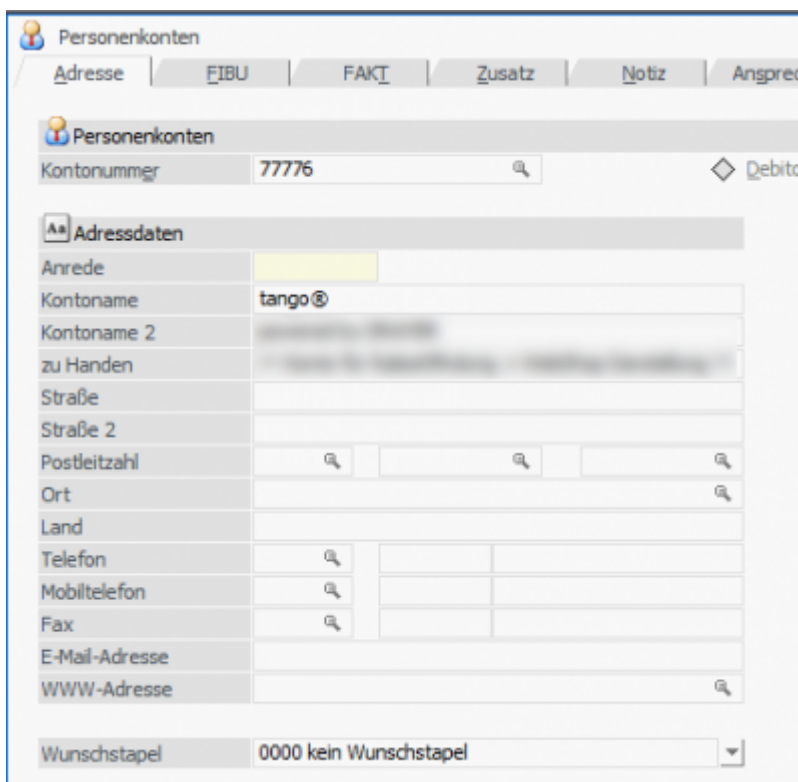 Personenkonten
Adresse FIBU FAKT Zusatz Notiz Ansprec
Personenkonten
Kontonummer 77776 Debito
Aa Adressdaten
Anrede
Kontoname tango®
Kontoname 2
zu Handen
Straße
Straße 2
Postleitzahl
Ort
Land
Telefon
Mobiltelefon
Fax
E-Mail-Adresse
WWW-Adresse
Wunschstapel 0000 kein Wunschstapel